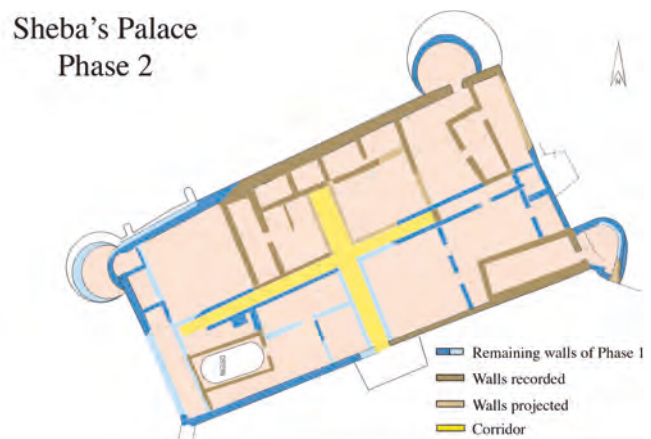 Sheba's Palace
Phase 2
N
Remaining walls of Phase 1
Walls recorded
Walls projected
Corridor